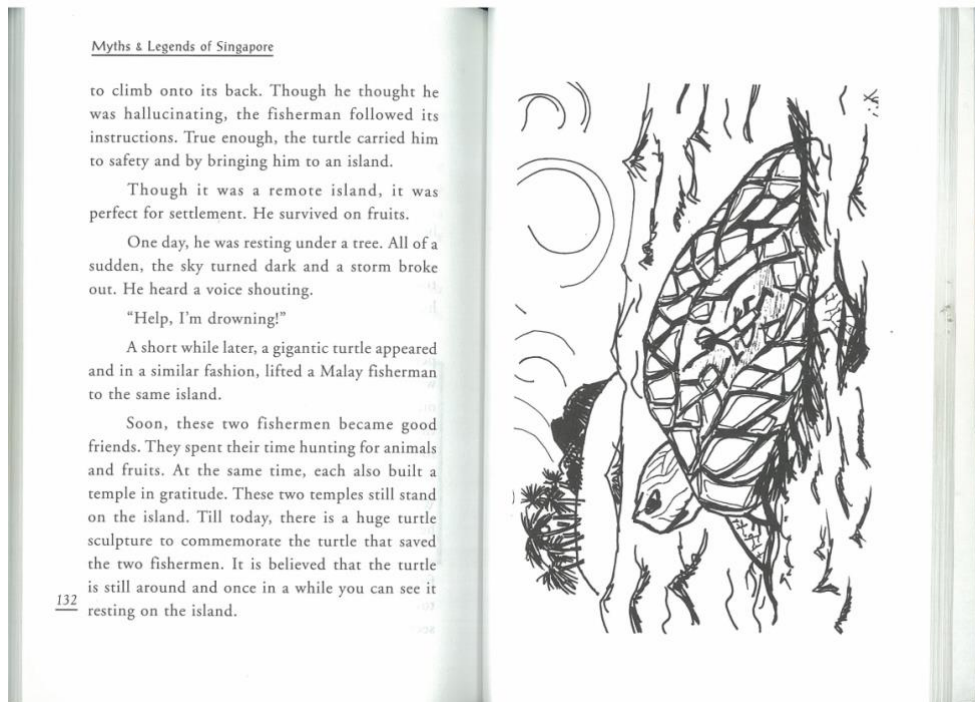 Myths & Legends of Singapore
to climb onto its back. Though he thought he
was hallucinating, the fisherman followed its
instructions. True enough, the turtle carried him
to safety and by bringing him to an island.
Though it was a remote island, it was
perfect for settlement. He survived on fruits.
One day, he was resting under a tree. All of a
sudden, the sky turned dark and a storm broke
out. He heard a voice shouting.
“Help, I’m drowning!”
A short while later, a gigantic turtle appeared
and in a similar fashion, lifted a Malay fisherman
to the same island.
Soon, these two fishermen became good
friends. They spent their time hunting for animals
and fruits. At the same time, each also built a
temple in gratitude. These two temples still stand
on the island. Till today, there is a huge turtle
sculpture to commemorate the turtle that saved
the two fishermen. It is believed that the turtle
is still around and once in a while you can see it
resting on the island.
132